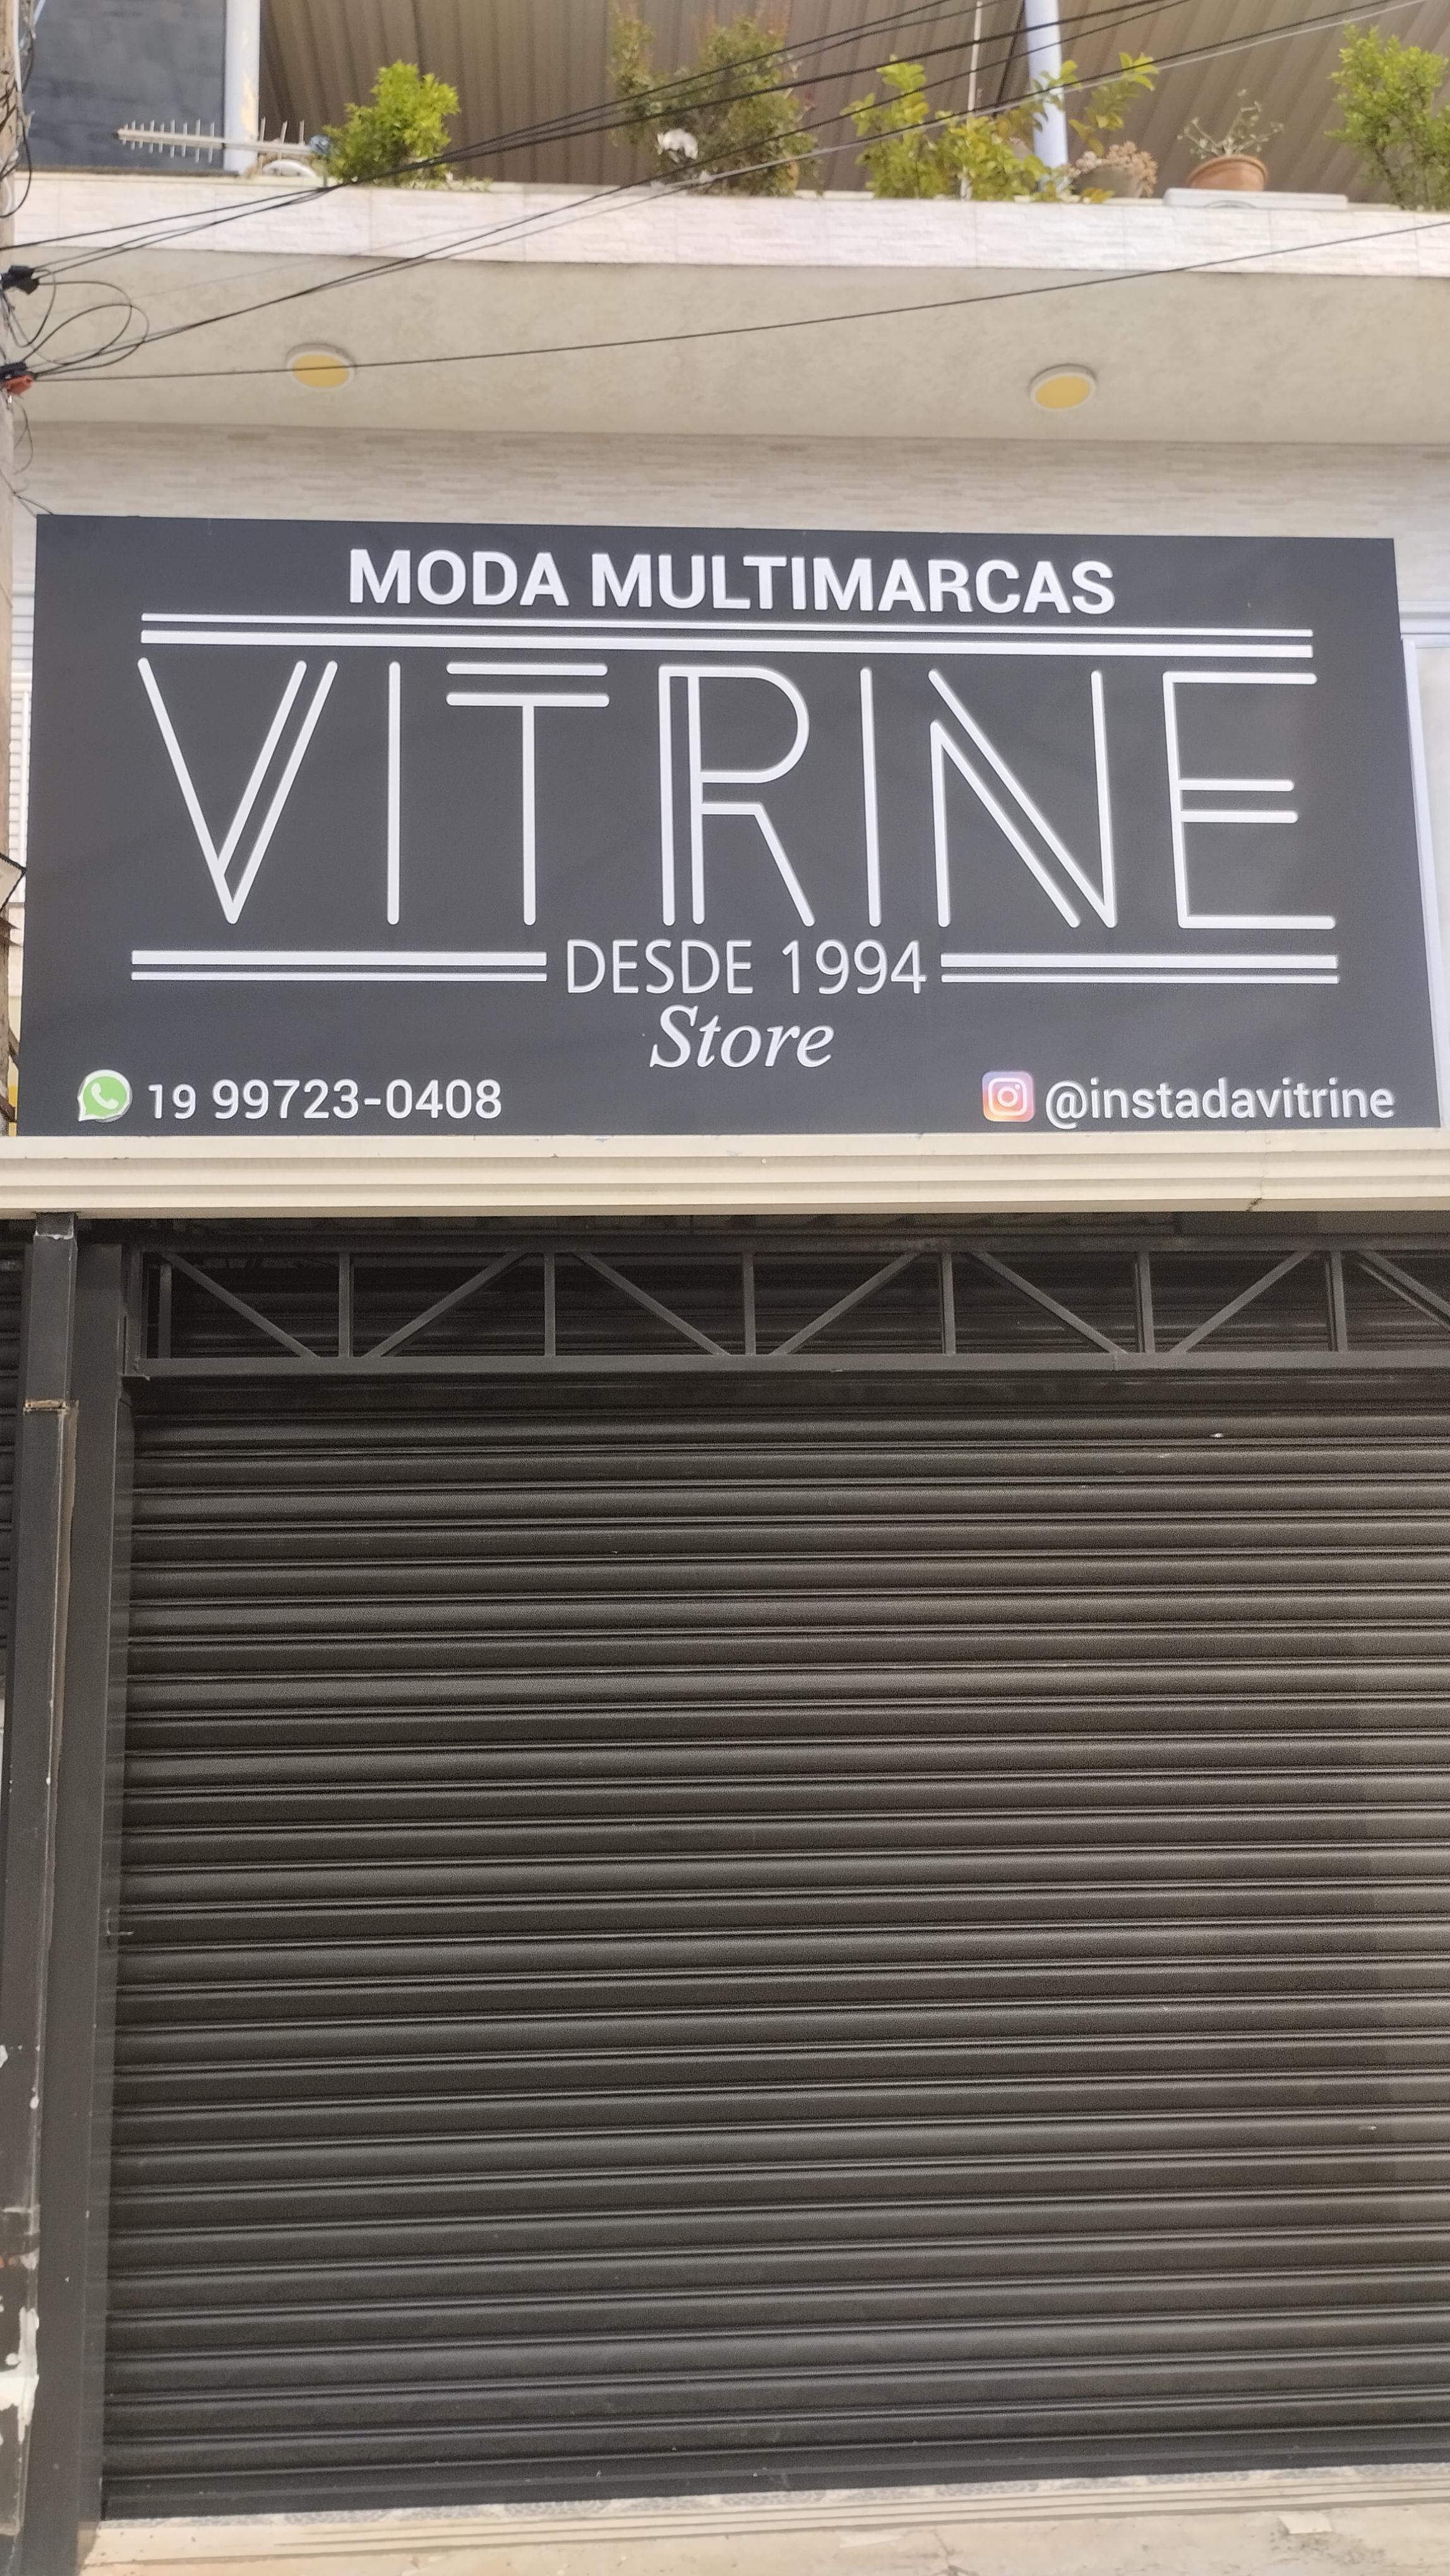 MODA MULTIMARCAS
VITRINE
DESDE 1994
Store
19 99723-0408
@instadavitrine